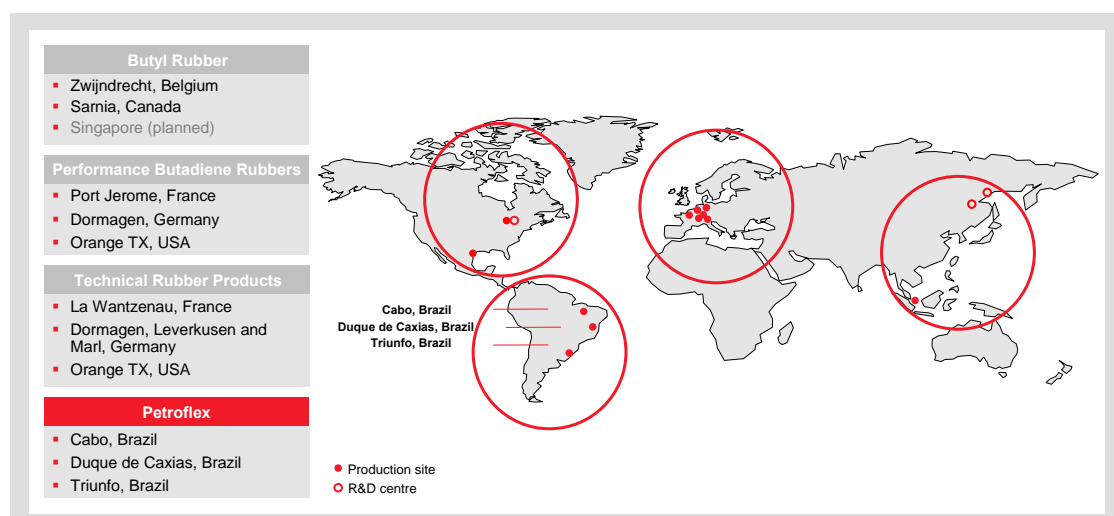 Butyl Rubber
Zwijndrecht, Belgium
Sarnia, Canada
Singapore (planned)
Performance Butadiene Rubbers
Port Jerome, France
Dormagen, Germany
Orange TX, USA
Technical Rubber Products
La Wantzenau, France
Dormagen, Leverkusen and
Marl, Germany
Orange TX, USA
Petroflex
Cabo, Brazil
Duque de Caxias, Brazil
Triunfo, Brazil
Cabo, Brazil
Duque de Caxias, Brazil
Triunfo, Brazil
Production site
R&D centre